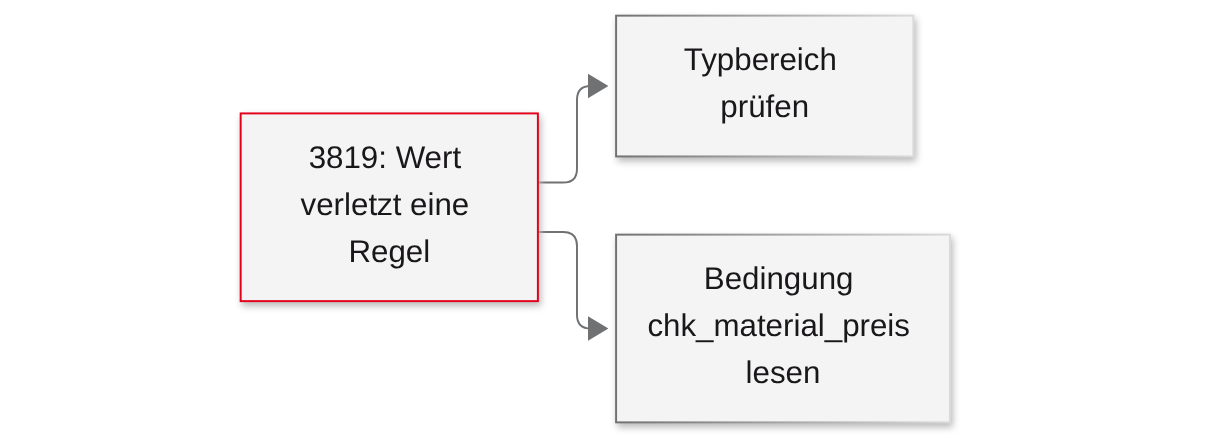 3819: Wert
verletzt eine
Regel
Typbereich
prüfen
Bedingung
chk_material_preis
lesen